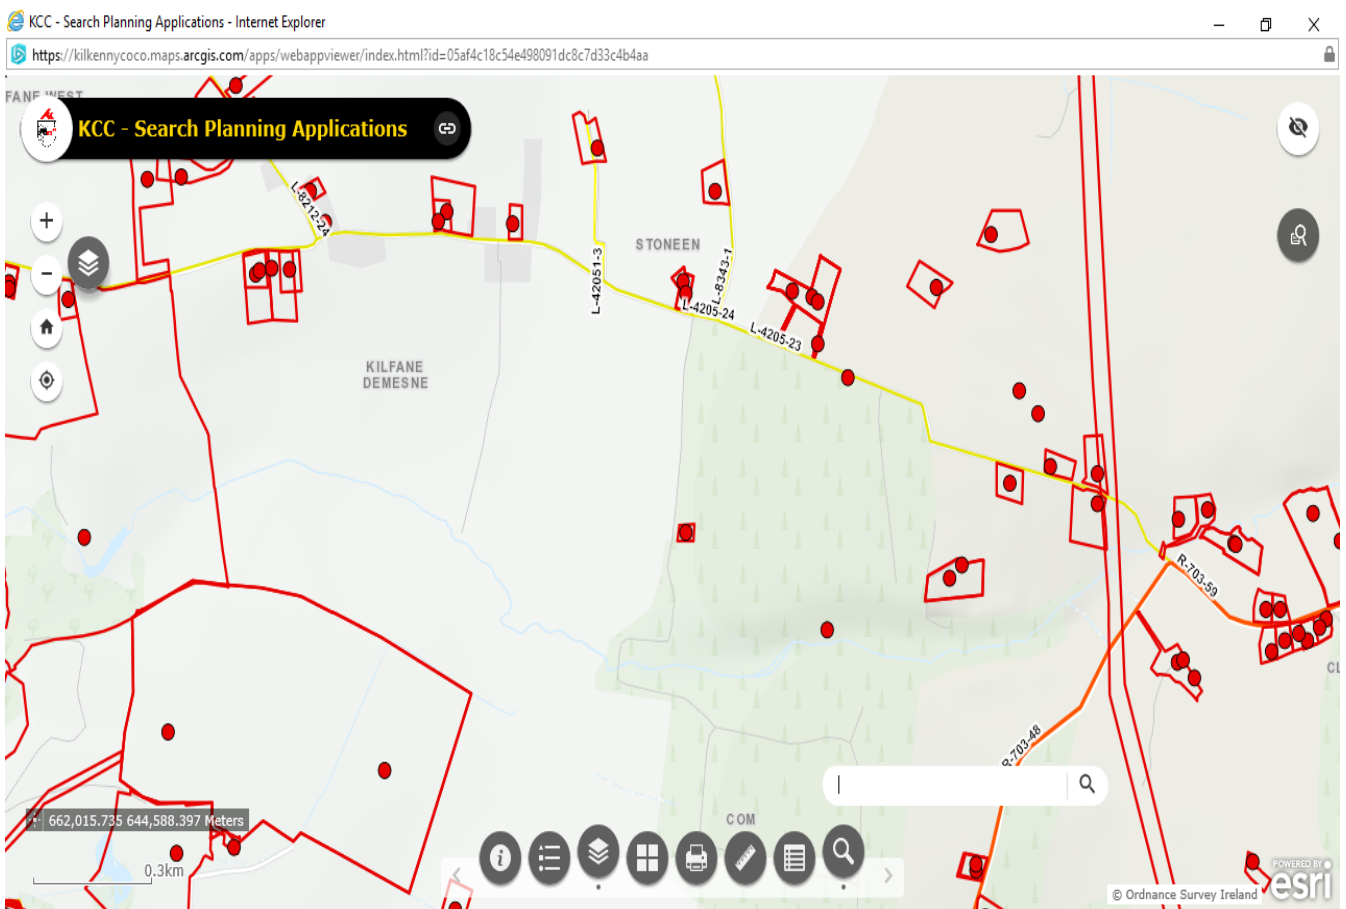 KCC - Search Planning Applications - Internet Explorer
https://kilkennycoco.maps.arcgis.com/apps/webappviewer/index.html?id=05af4c18c54e498091dc8c7d33c4b4aa
FANE WEST
KCC - Search Planning Applications
L-8212-24
STONEEN
L-42051-3
L-8343-1
L-4205-24
L-4205-23
KILFANE
DEMESNE
R-703-59
CL
R-703-48
COM
662,015.735 644,588.397 Meters
0.3km
POWERED BY
esri
© Ordnance Survey Ireland